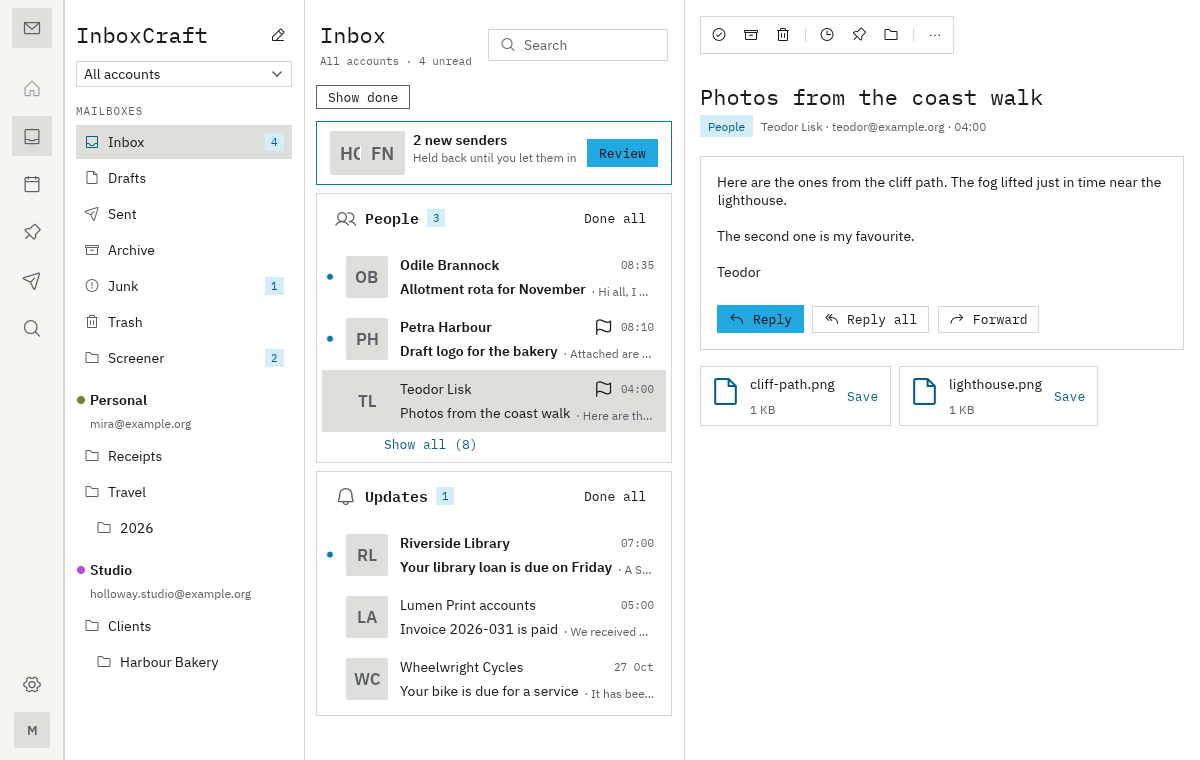 InboxCraft
All accounts
MAILBOXES
Inbox 4
Drafts
Sent
Archive
Junk 1
Trash
Screener 2
Personal
mira@example.org
Receipts
Travel
2026
Studio
holloway.studio@example.org
Clients
Harbour Bakery
M
Inbox
All accounts · 4 unread
Search
Show done
FN
2 new senders
Held back until you let them in
Review
People 3 Done all
OB Odile Brannock 08:35
Allotment rota for November · Hi all, I ...
PH Petra Harbour 08:10
Draft logo for the bakery · Attached are ...
TL Teodor Lisk 04:00
Photos from the coast walk · Here are th...
Show all (8)
Updates 1 Done all
RL Riverside Library 07:00
Your library loan is due on Friday · A S...
LA Lumen Print accounts 05:00
Invoice 2026-031 is paid · We received ...
WC Wheelwright Cycles 27 Oct
Your bike is due for a service · It has bee...
Photos from the coast walk
People Teodor Lisk · teodor@example.org · 04:00
Here are the ones from the cliff path. The fog lifted just in time near the
lighthouse.
The second one is my favourite.
Teodor
Reply Reply all Forward
cliff-path.png
1 KB
Save
lighthouse.png
1 KB
Save